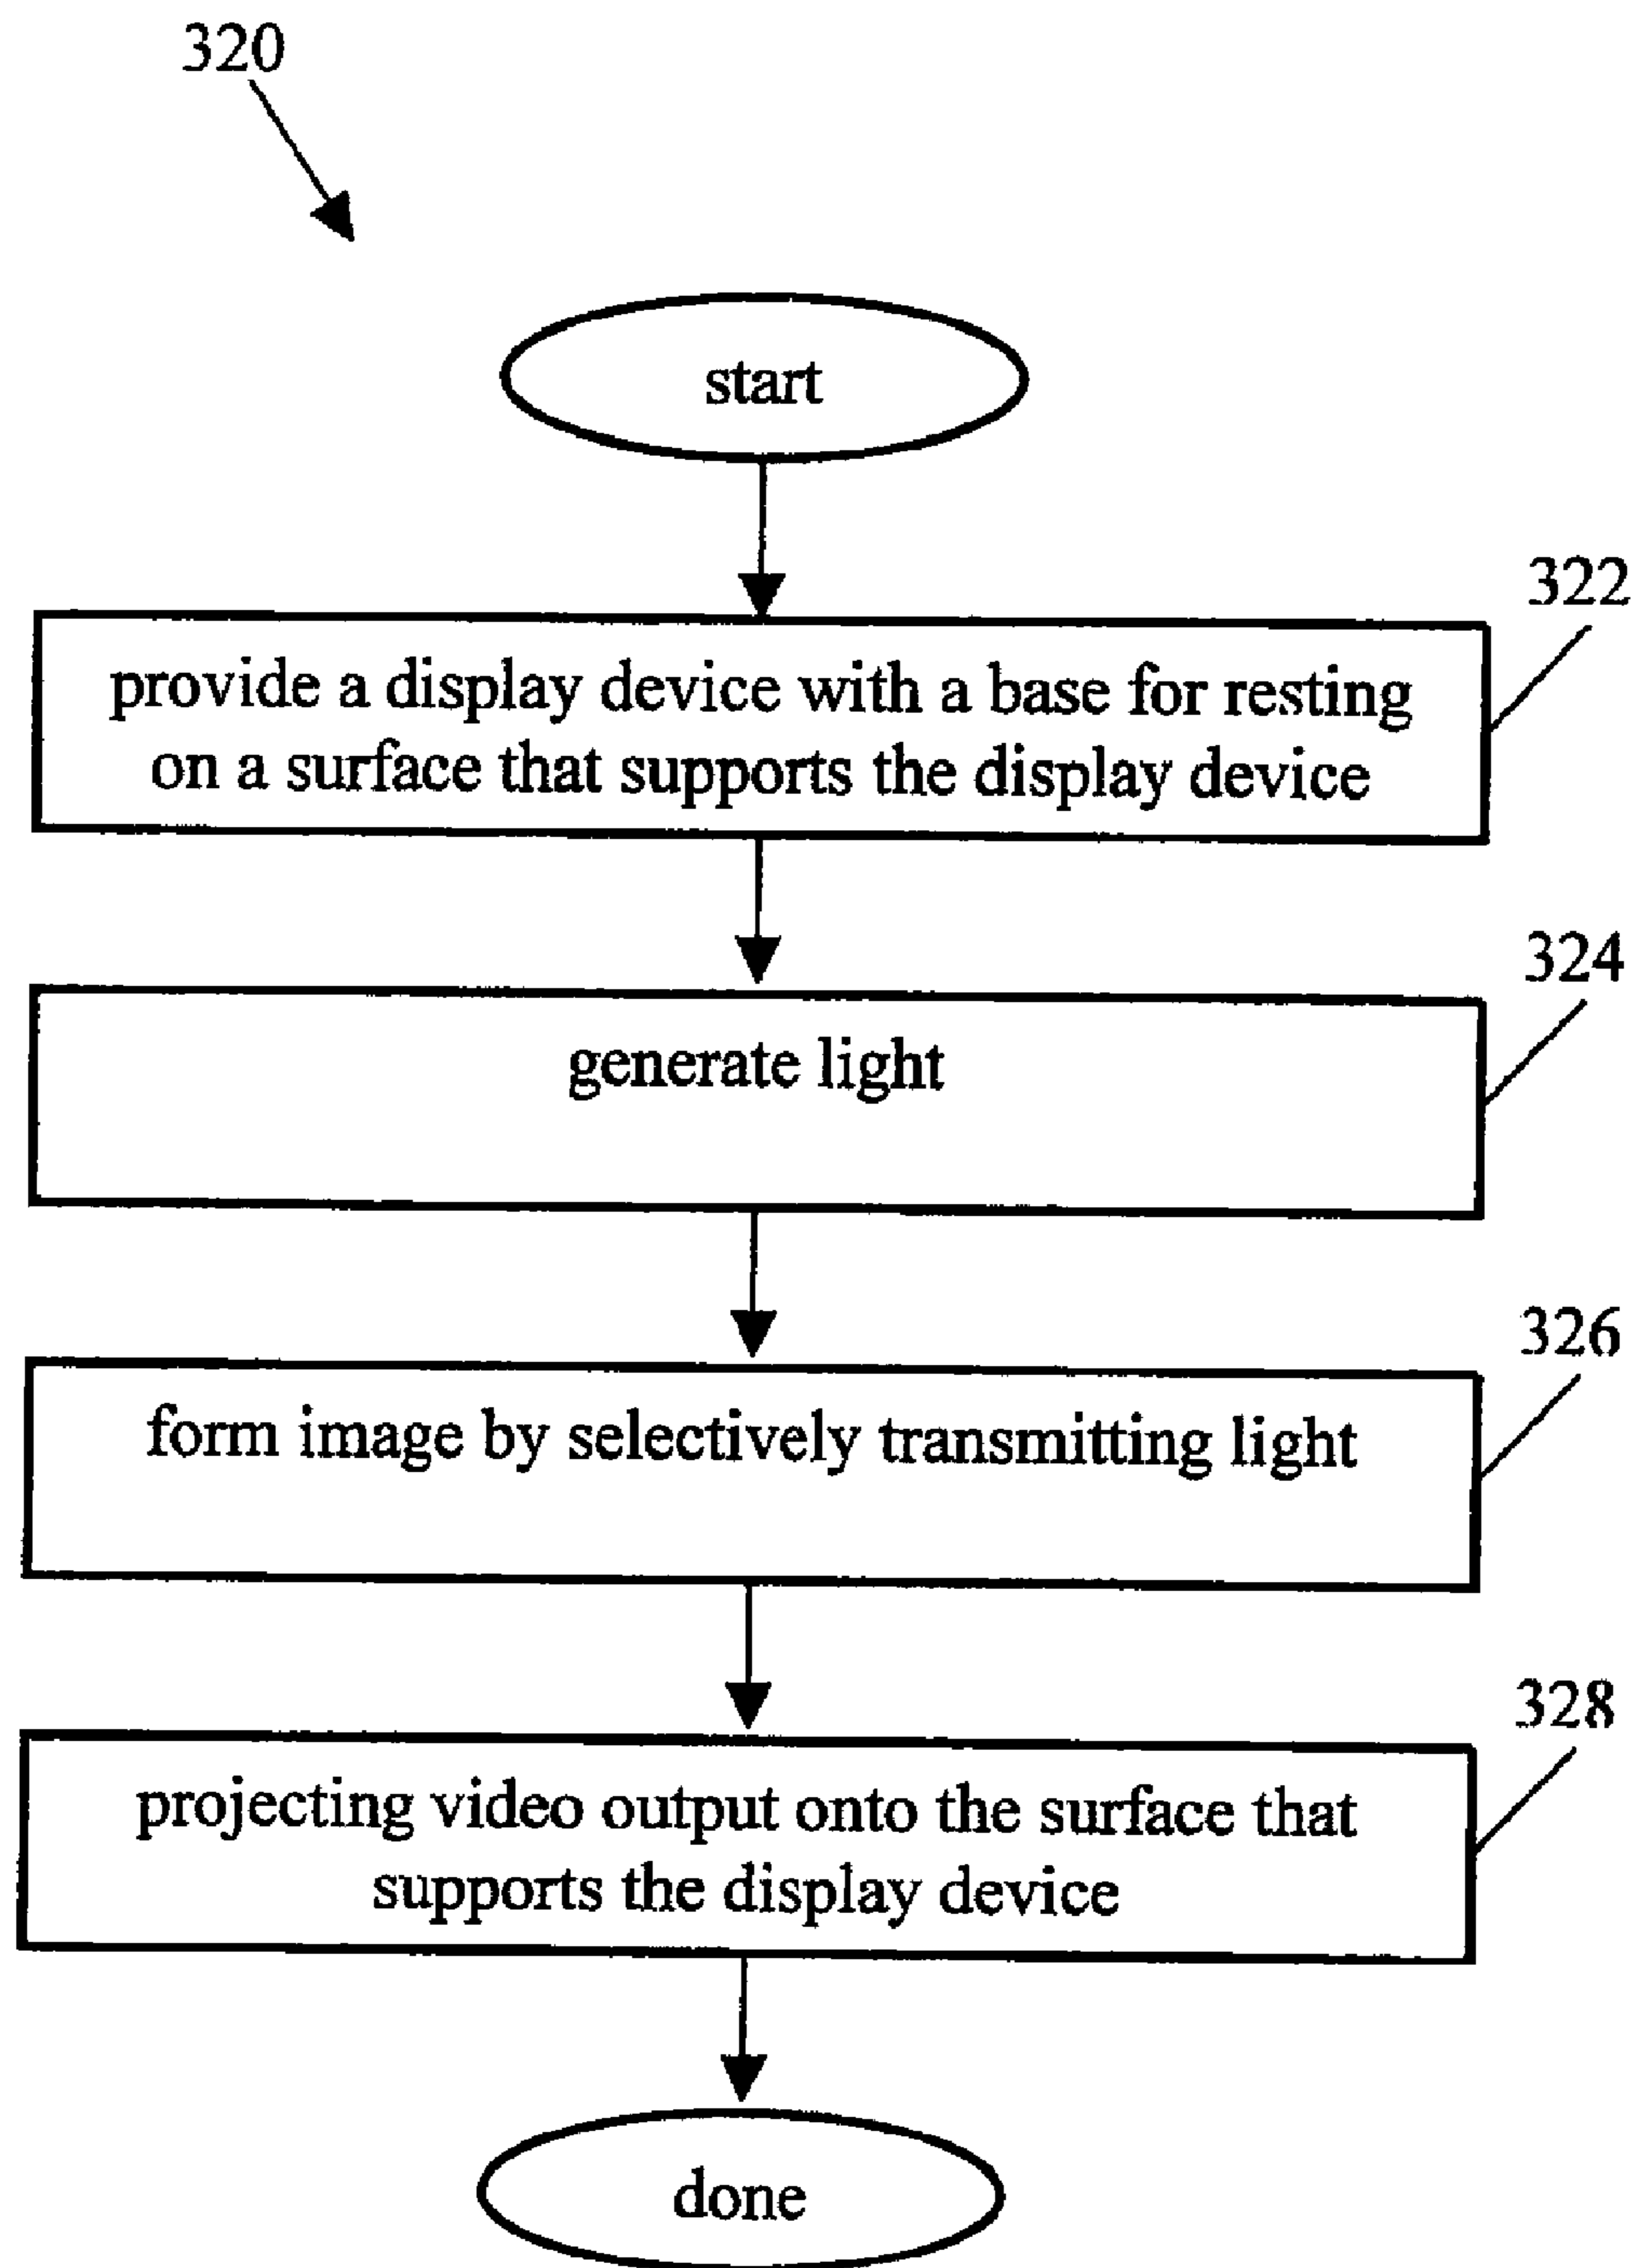 320
start
322
provide a display device with a base for resting
on a surface that supports the display device
324
generate light
326
form image by selectively transmitting light
328
projecting video output onto the surface that
supports the display device
done